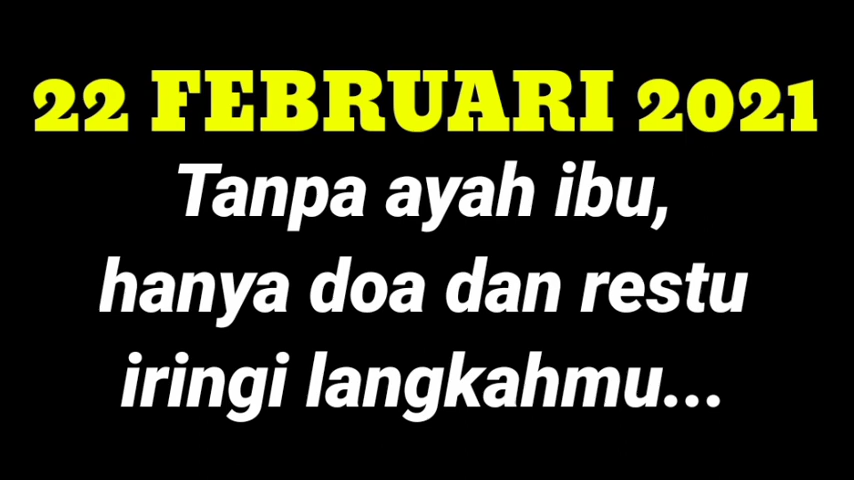 22 FEBRUARI 2021
Tanpa ayah ibu,
hanya doa dan restu
iringi langkahmu...